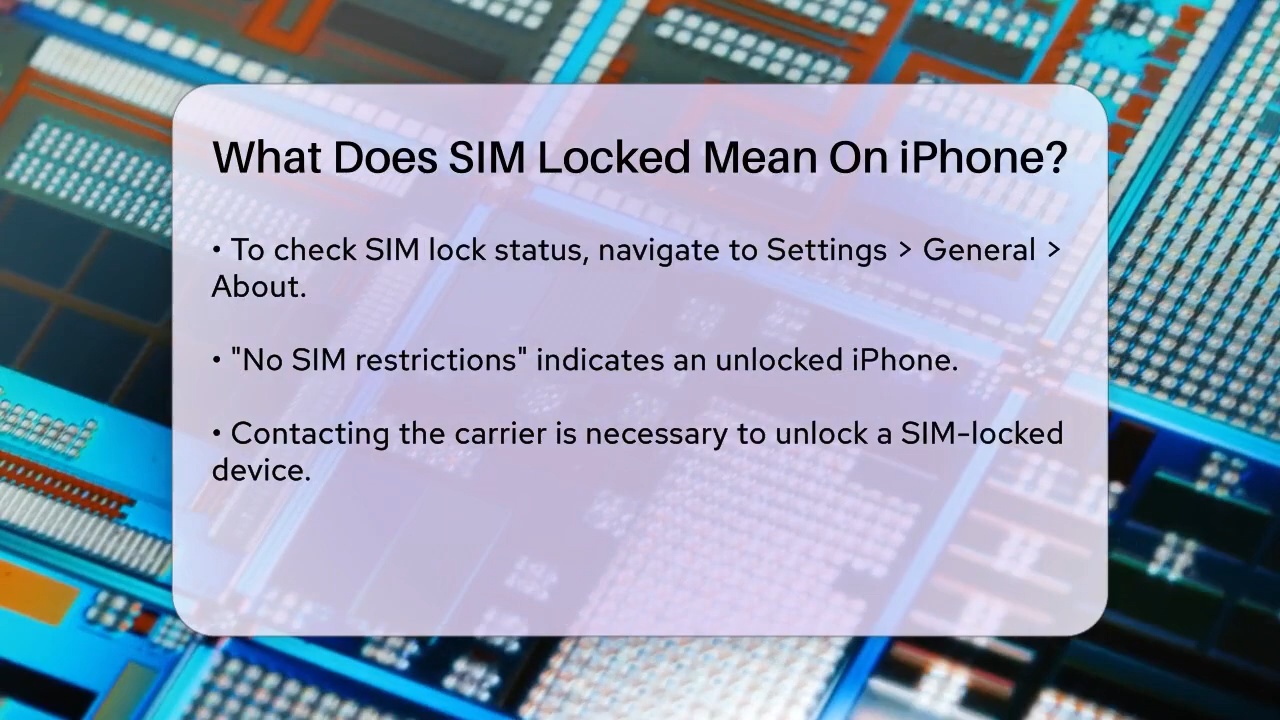 What Does SIM Locked Mean On iPhone?
• To check SIM lock status, navigate to Settings > General >
About.
• "No SIM restrictions" indicates an unlocked iPhone.
• Contacting the carrier is necessary to unlock a SIM-locked
device.